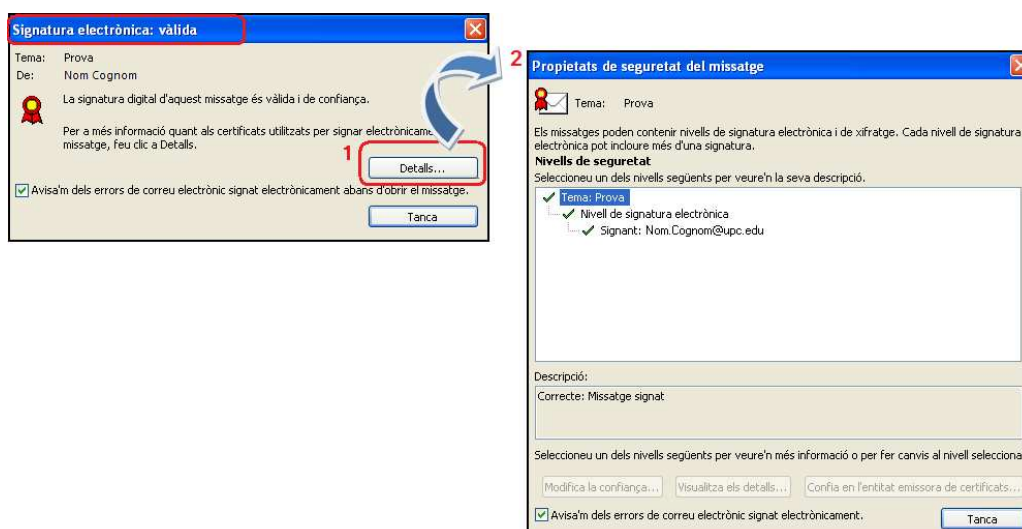 Signatura electrònica: vàlida
Tema: Prova
De: Nom Cognom
La signatura digital d'aquest missatge és vàlida i de confiança.
Per a més informació quant als certificats utilitzats per signar electrònicame
missatge, feu clic a Detalls.
1
Detalls...
Avisa'm dels errors de correu electrònic signat electrònicament abans d'obrir el missatge.
Tanca
2
Propietats de seguretat del missatge
Tema: Prova
Els missatges poden contenir nivells de signatura electrònica i de xifratge. Cada nivell de signatura
electrònica pot incloure més d'una signatura.
Nivells de seguretat
Seleccioneu un dels nivells següents per veure'n la seva descripció.
Tema: Prova
Nivell de signatura electrònica
Signant: Nom.Cognom@upc.edu
Descripció:
Correcte: Missatge signat
Seleccioneu un dels nivells següents per veure'n més informació o per fer canvis al nivell selecciona
Modifica la confiança...
Visualitza els detalls...
Confia en l'entitat emissora de certificats...
Avisa'm dels errors de correu electrònic signat electrònicament.
Tanca